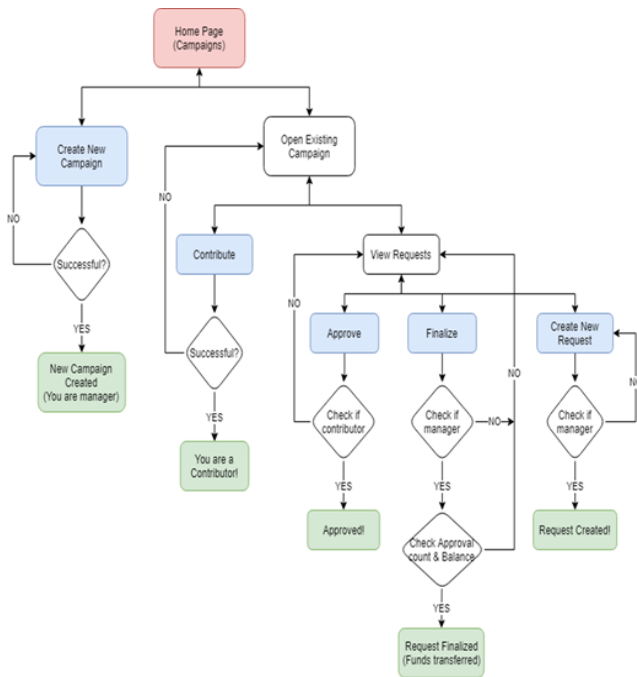 Home Page
(Campaigns)
Create New
Campaign
Open Existing
Campaign
NO
NO
Successful?
Contribute
View Requests
NO
YES
Approve
Finalize
Create New
Request
New Campaign
Created
(You are manager)
Successful?
NO
NO
Check if
contributor
Check if
manager
NO
Check if
manager
YES
You are a
Contributor!
YES
YES
YES
Approved!
Request Created!
Check Approval
count & Balance
YES
Request Finalized
(Funds transferred)